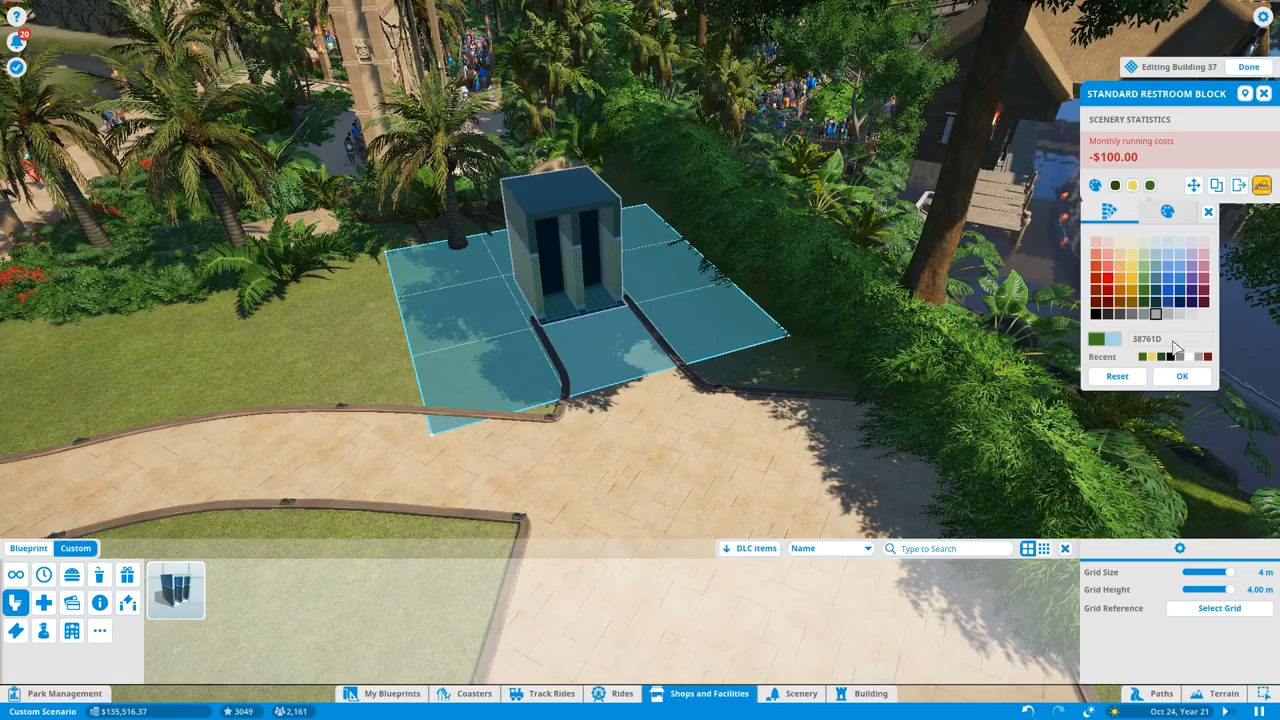 ?
20
Editing Building 37 Done
STANDARD RESTROOM BLOCK
SCENERY STATISTICS
Monthly running costs
-$100.00
38761D
Recent
Reset OK
Blueprint Custom DLC items Name Type to Search
Grid Size 4 m
Grid Height 4.00 m
Grid Reference Select Grid
Park Management My Blueprints Coasters Track Rides Rides Shops and Facilities Scenery Building Paths Terrain
Custom Scenario $135,516.37 3049 2,161 Oct 24, Year 21